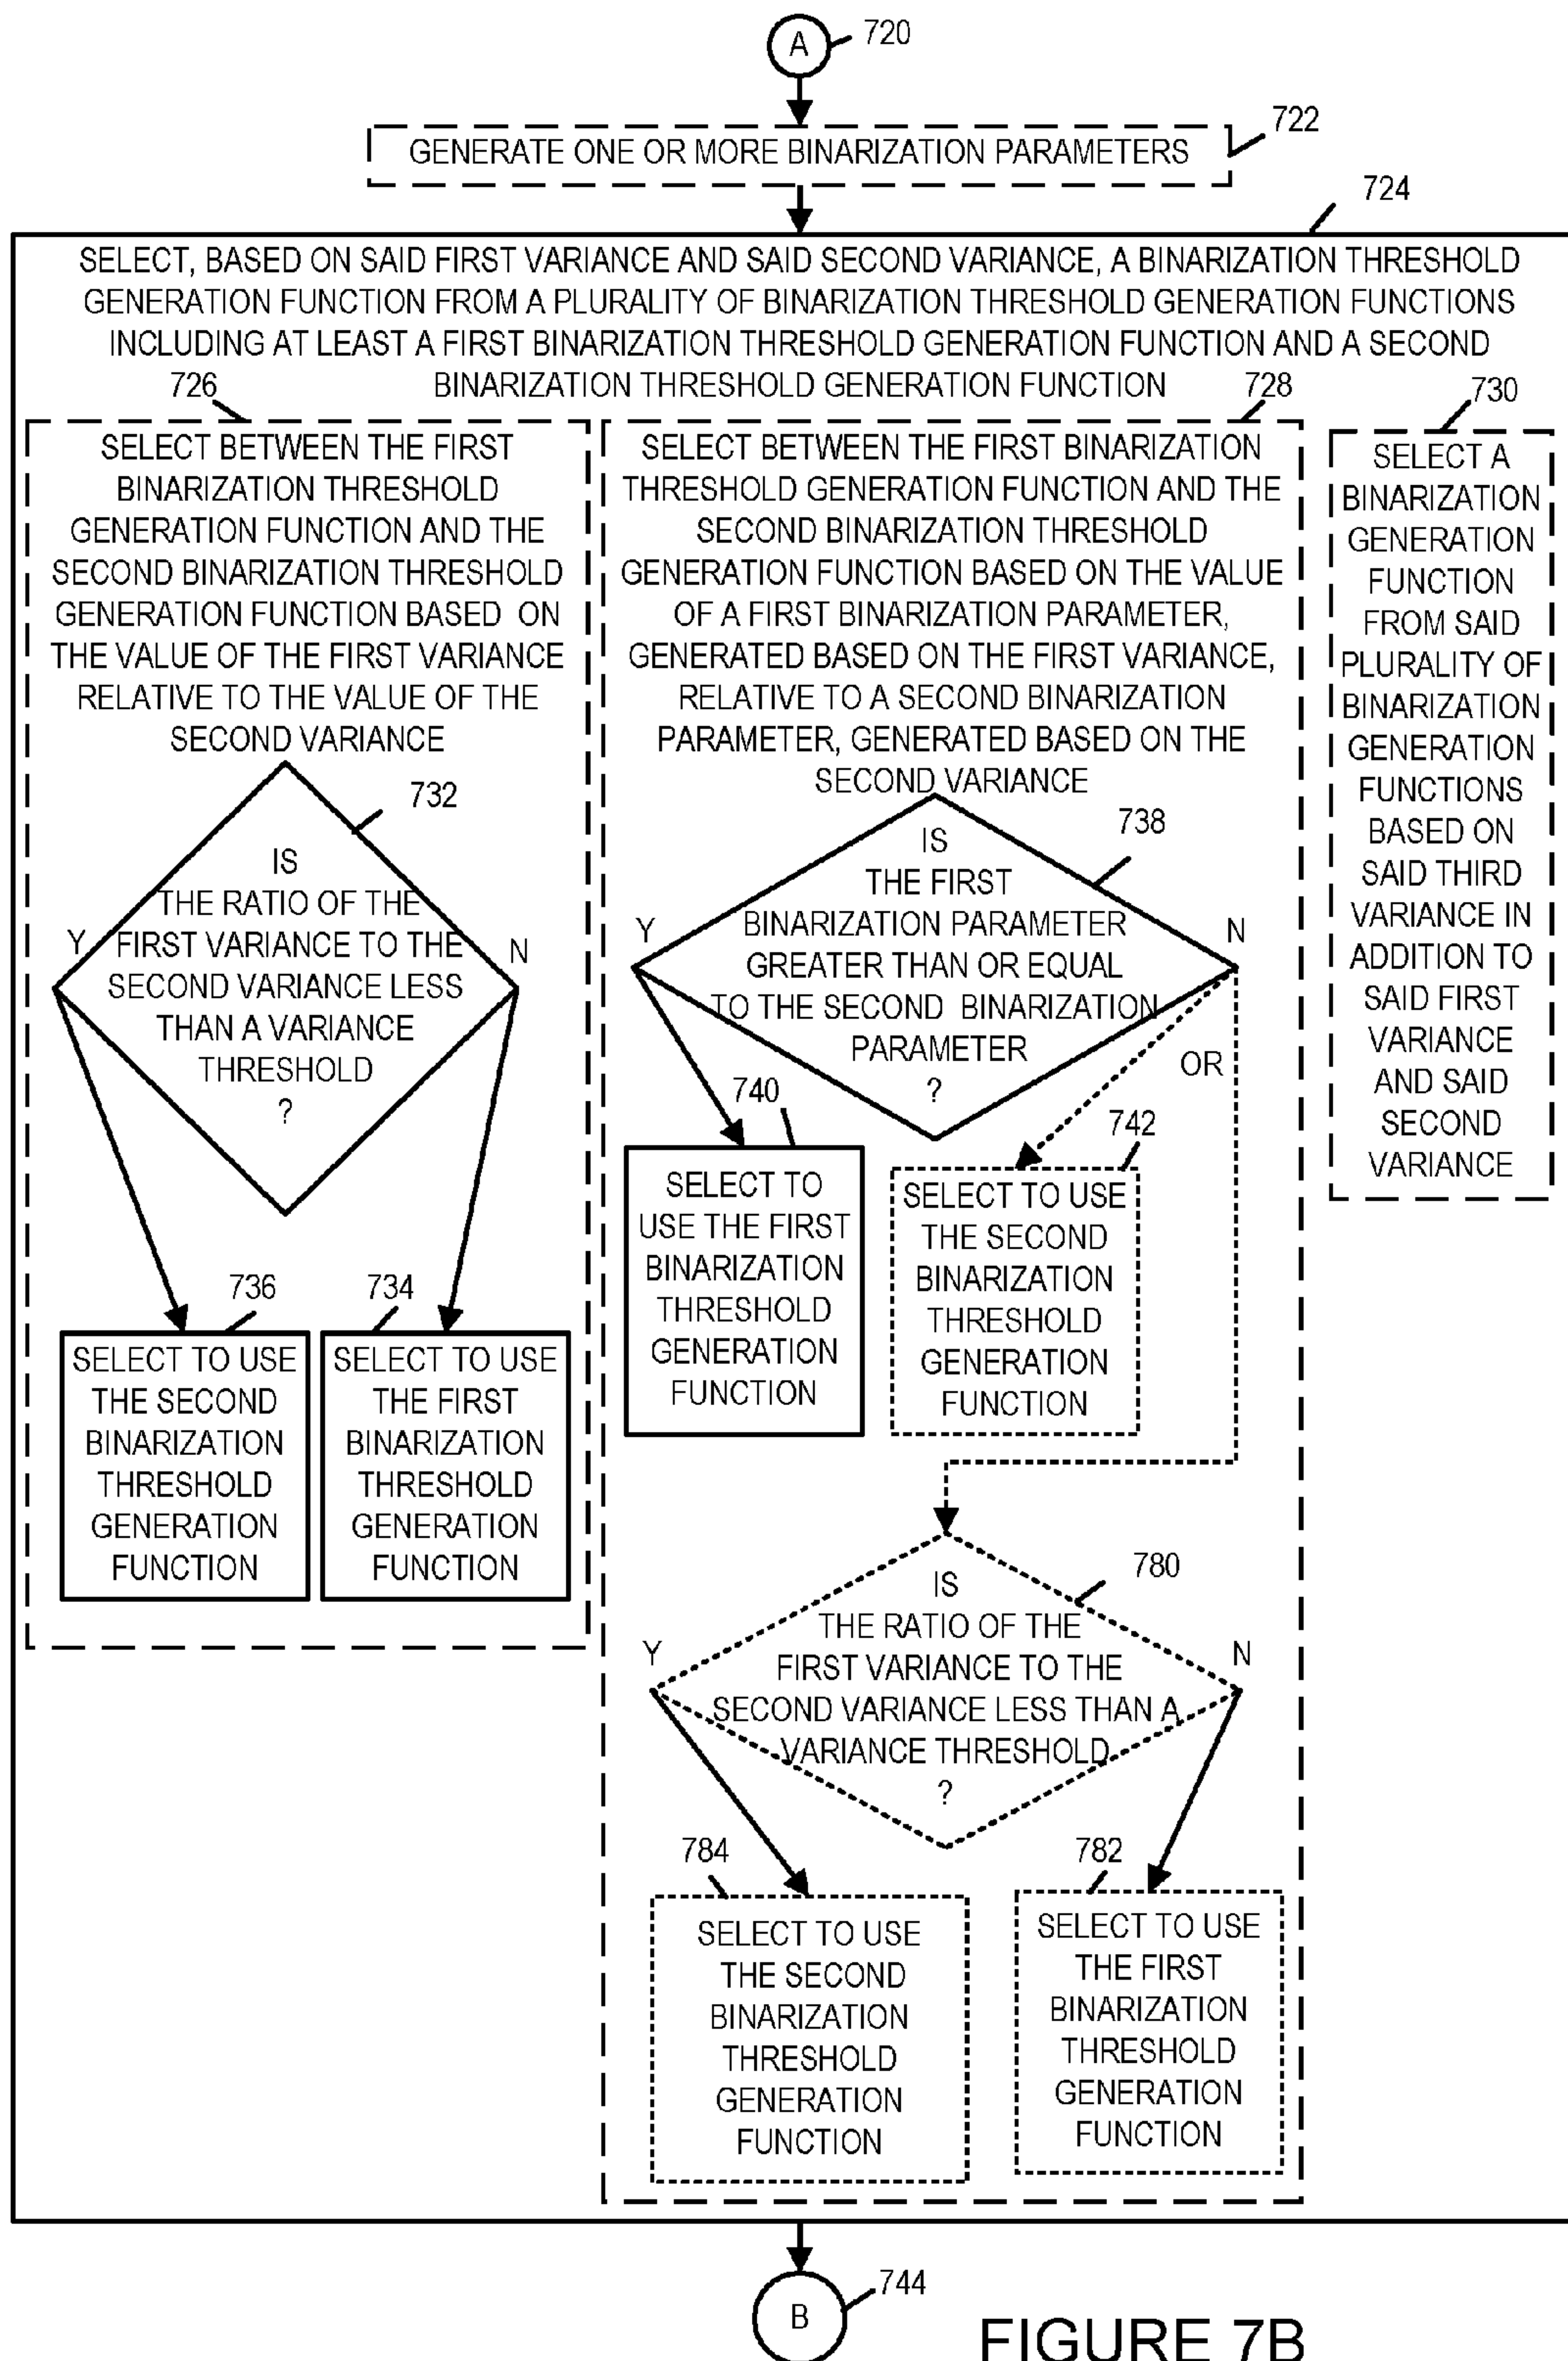 A
720
GENERATE ONE OR MORE BINARIZATION PARAMETERS
722
724
SELECT, BASED ON SAID FIRST VARIANCE AND SAID SECOND VARIANCE, A BINARIZATION THRESHOLD
GENERATION FUNCTION FROM A PLURALITY OF BINARIZATION THRESHOLD GENERATION FUNCTIONS
INCLUDING AT LEAST A FIRST BINARIZATION THRESHOLD GENERATION FUNCTION AND A SECOND
BINARIZATION THRESHOLD GENERATION FUNCTION
726
SELECT BETWEEN THE FIRST
BINARIZATION THRESHOLD
GENERATION FUNCTION AND THE
SECOND BINARIZATION THRESHOLD
GENERATION FUNCTION BASED ON
THE VALUE OF THE FIRST VARIANCE
RELATIVE TO THE VALUE OF THE
SECOND VARIANCE
732
IS
THE RATIO OF THE
FIRST VARIANCE TO THE
SECOND VARIANCE LESS
THAN A VARIANCE
THRESHOLD
?
Y
N
736
SELECT TO USE
THE SECOND
BINARIZATION
THRESHOLD
GENERATION
FUNCTION
734
SELECT TO USE
THE FIRST
BINARIZATION
THRESHOLD
GENERATION
FUNCTION
728
SELECT BETWEEN THE FIRST BINARIZATION
THRESHOLD GENERATION FUNCTION AND THE
SECOND BINARIZATION THRESHOLD
GENERATION FUNCTION BASED ON THE VALUE
OF A FIRST BINARIZATION PARAMETER,
GENERATED BASED ON THE FIRST VARIANCE,
RELATIVE TO A SECOND BINARIZATION
PARAMETER, GENERATED BASED ON THE
SECOND VARIANCE
738
IS
THE FIRST
BINARIZATION PARAMETER
GREATER THAN OR EQUAL
TO THE SECOND BINARIZATION
PARAMETER
?
Y
N
OR
740
SELECT TO
USE THE FIRST
BINARIZATION
THRESHOLD
GENERATION
FUNCTION
742
SELECT TO USE
THE SECOND
BINARIZATION
THRESHOLD
GENERATION
FUNCTION
780
IS
THE RATIO OF THE
FIRST VARIANCE TO THE
SECOND VARIANCE LESS THAN A
VARIANCE THRESHOLD
?
Y
N
784
SELECT TO USE
THE SECOND
BINARIZATION
THRESHOLD
GENERATION
FUNCTION
782
SELECT TO USE
THE FIRST
BINARIZATION
THRESHOLD
GENERATION
FUNCTION
730
SELECT A
BINARIZATION
GENERATION
FUNCTION
FROM SAID
PLURALITY OF
BINARIZATION
GENERATION
FUNCTIONS
BASED ON
SAID THIRD
VARIANCE IN
ADDITION TO
SAID FIRST
VARIANCE
AND SAID
SECOND
VARIANCE
B
744
FIGURE 7B